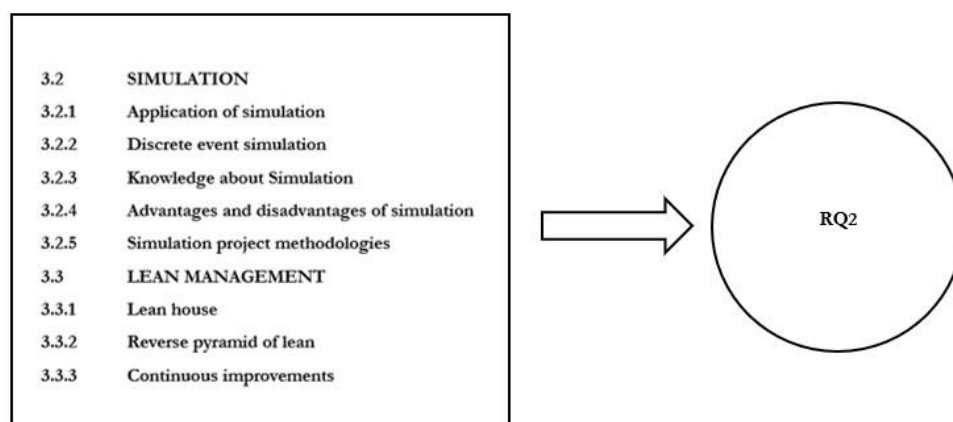 3.2 SIMULATION
3.2.1 Application of simulation
3.2.2 Discrete event simulation
3.2.3 Knowledge about Simulation
3.2.4 Advantages and disadvantages of simulation
3.2.5 Simulation project methodologies
3.3 LEAN MANAGEMENT
3.3.1 Lean house
3.3.2 Reverse pyramid of lean
3.3.3 Continuous improvements
RQ2